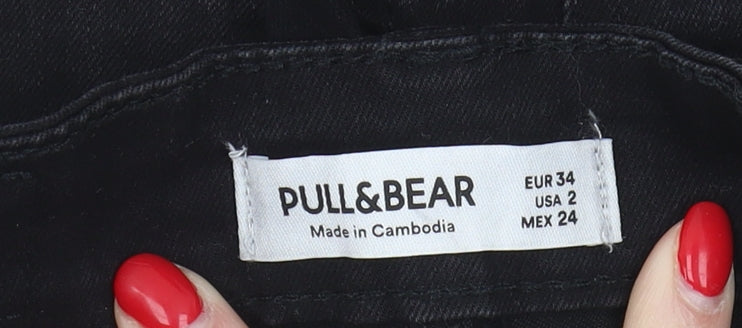 PULL&BEAR
Made in Cambodia
EUR 34
USA 2
MEX 24